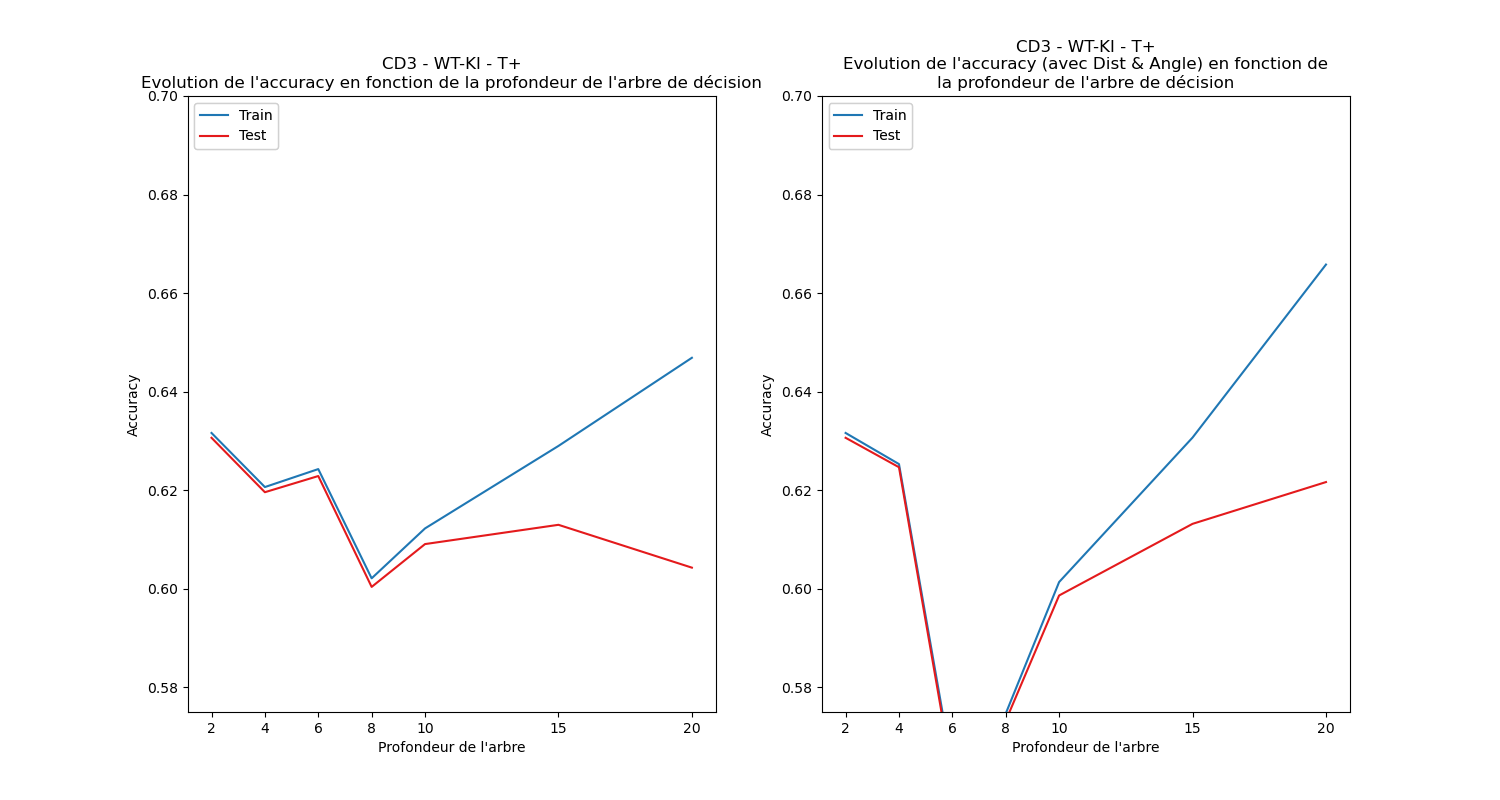 CD3 - WT-KI - T+
Evolution de l'accuracy en fonction de la profondeur de l'arbre de décision
0.70
0.68
0.66
0.64
0.62
0.60
0.58
Accuracy
Train
Test
2 4 6 8 10 15 20
Profondeur de l'arbre
CD3 - WT-KI - T+
Evolution de l'accuracy (avec Dist & Angle) en fonction de
la profondeur de l'arbre de décision
0.70
0.68
0.66
0.64
0.62
0.60
0.58
Accuracy
Train
Test
2 4 6 8 10 15 20
Profondeur de l'arbre